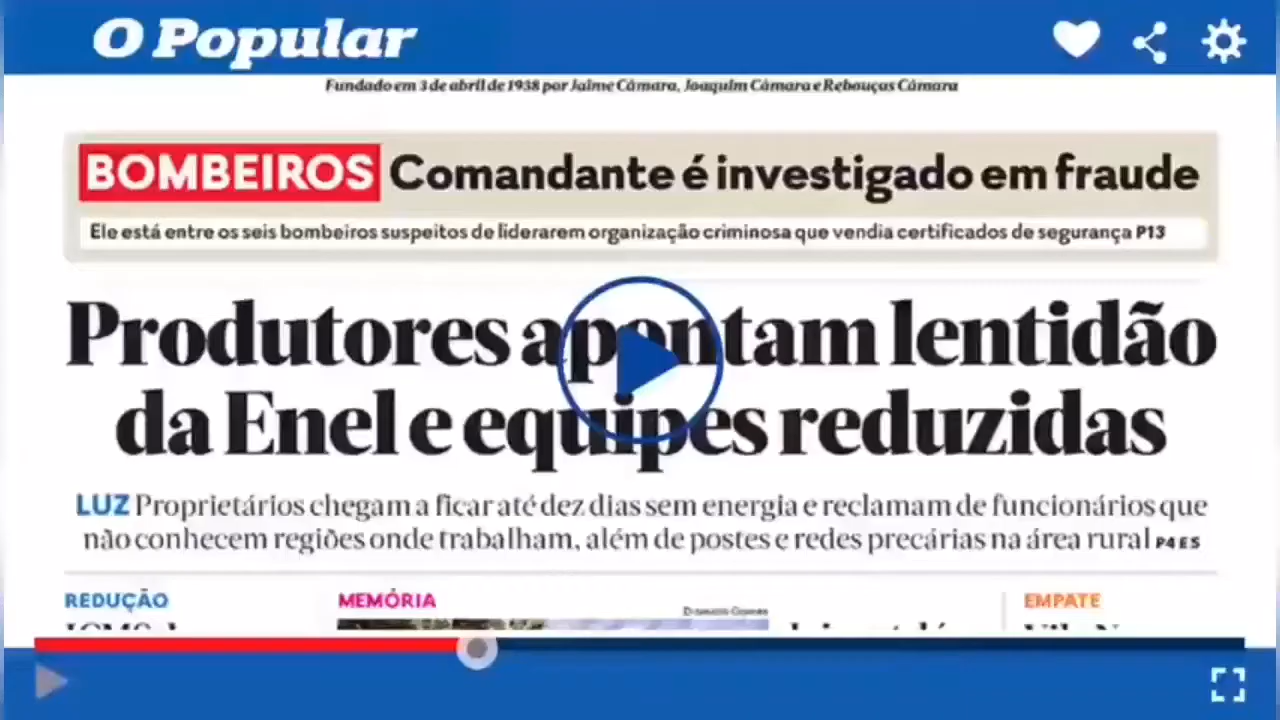 O Popular
Fundado em 3 de abril de 1938 por Jaime Câmara, Joaquim Câmara e Rebouças Câmara
BOMBEIROS Comandante é investigado em fraude
Ele está entre os seis bombeiros suspeitos de liderarem organização criminosa que vendia certificados de segurança P13
Produtores apontam lentidão
da Enel e equipes reduzidas
LUZ Proprietários chegam a ficar até dez dias sem energia e reclamam de funcionários que
não conhecem regiões onde trabalham, além de postes e redes precárias na área rural P4 E 5
REDUÇÃO
MEMÓRIA
EMPATE